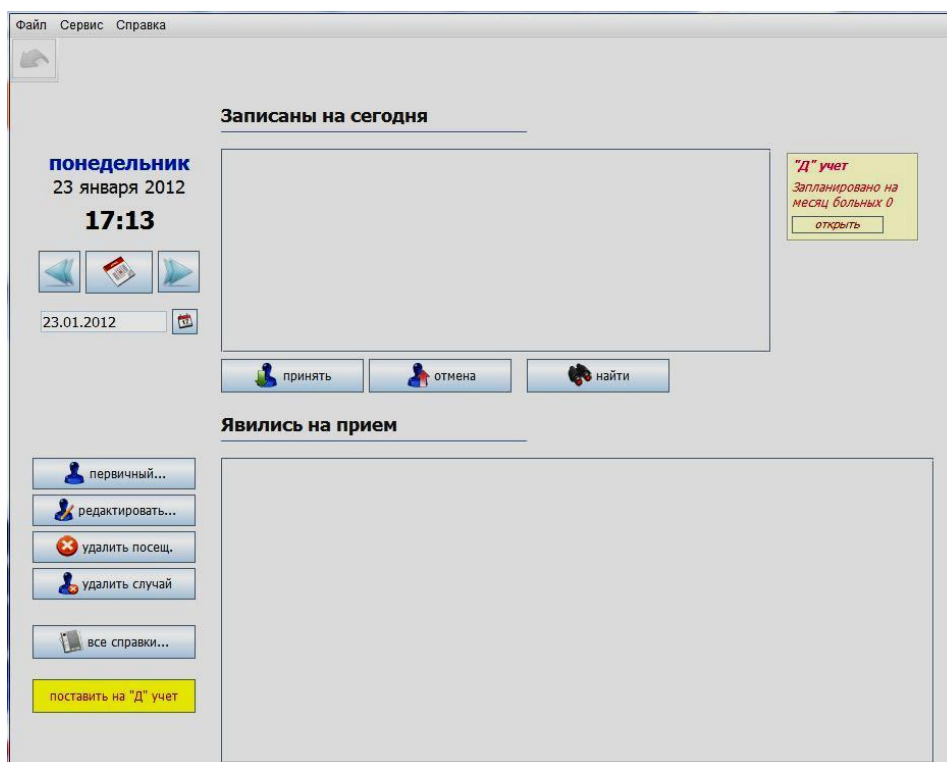 Файл Сервис Справка
Записаны на сегодня
понедельник
23 января 2012
17:13
23.01.2012
"Д" учет
Запланировано на
месяц больных 0
открыть
принять
отмена
найти
Явились на прием
первичный...
редактировать...
удалить посещ.
удалить случай
все справки...
поставить на "Д" учет